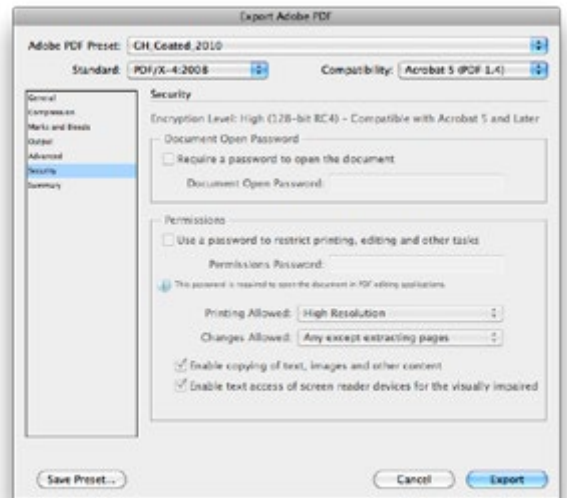 Export Adobe PDF
Adobe PDF Preset: GH_Coated_2010
Standard: PDF/X-4:2008 Compatibility: Acrobat 5 (PDF 1.4)
General
Compression
Marks and Bleeds
Output
Advanced
Security
Summary
Security
Encryption Level: High (128-bit RC4) - Compatible with Acrobat 5 and Later
Document Open Password
Require a password to open the document
Document Open Password:
Permissions
Use a password to restrict printing, editing and other tasks
Permissions Password:
This password is required to open the document in PDF editing applications.
Printing Allowed: High Resolution
Changes Allowed: Any except extracting pages
Enable copying of text, images and other content
Enable text access of screen reader devices for the visually impaired
Save Preset... Cancel Export